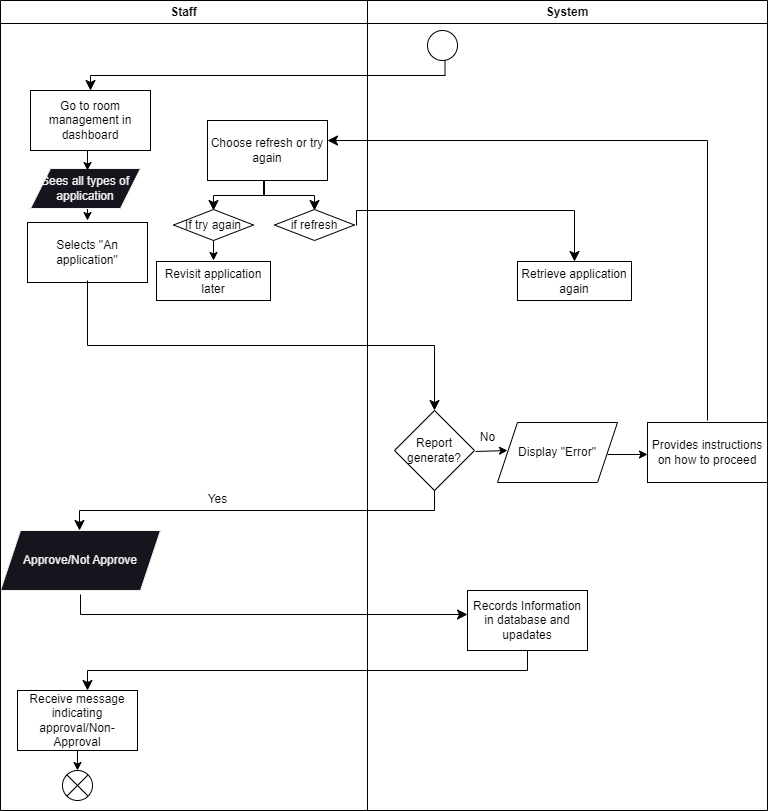 Staff
System
Go to room
management in
dashboard
Sees all types of
application
Selects "An
application"
Choose refresh or try
again
If try again
if refresh
Revisit application
later
Retrieve application
again
Report
generate?
No
Display "Error"
Provides instructions
on how to proceed
Yes
Approve/Not Approve
Records Information
in database and
upadates
Receive message
indicating
approval/Non-
Approval